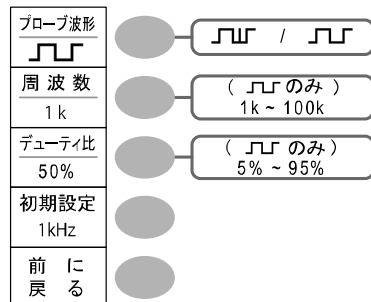 プローブ波形
/
周波数
1k
( のみ )
1k ~ 100k
デューティ比
50%
( のみ )
5% ~ 95%
初期設定
1kHz
前に
戻る